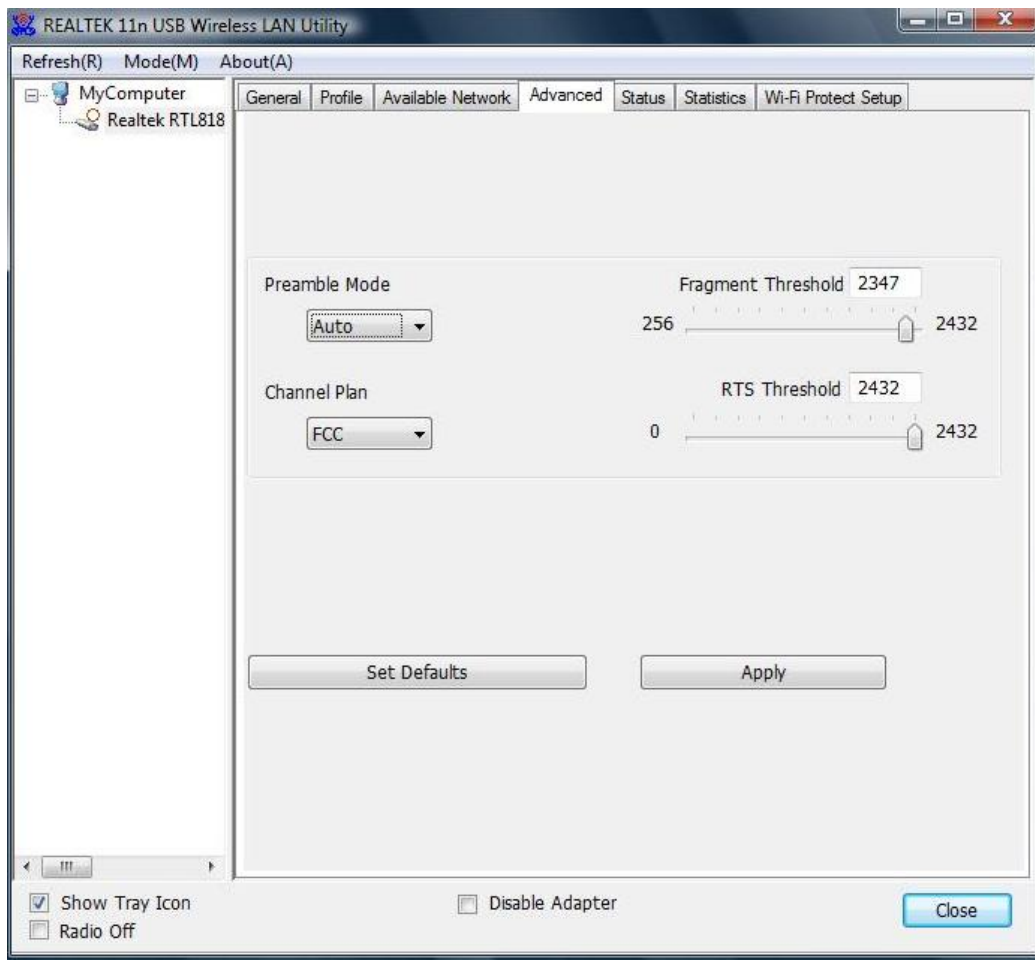 REALTEK 11n USB Wireless LAN Utility
Refresh(R) Mode(M) About(A)
MyComputer
Realtek RTL818
General Profile Available Network Advanced Status Statistics Wi-Fi Protect Setup
Preamble Mode
Auto
Fragment Threshold 2347
256 2432
Channel Plan
FCC
RTS Threshold 2432
0 2432
Set Defaults Apply
Show Tray Icon
Radio Off
Disable Adapter
Close